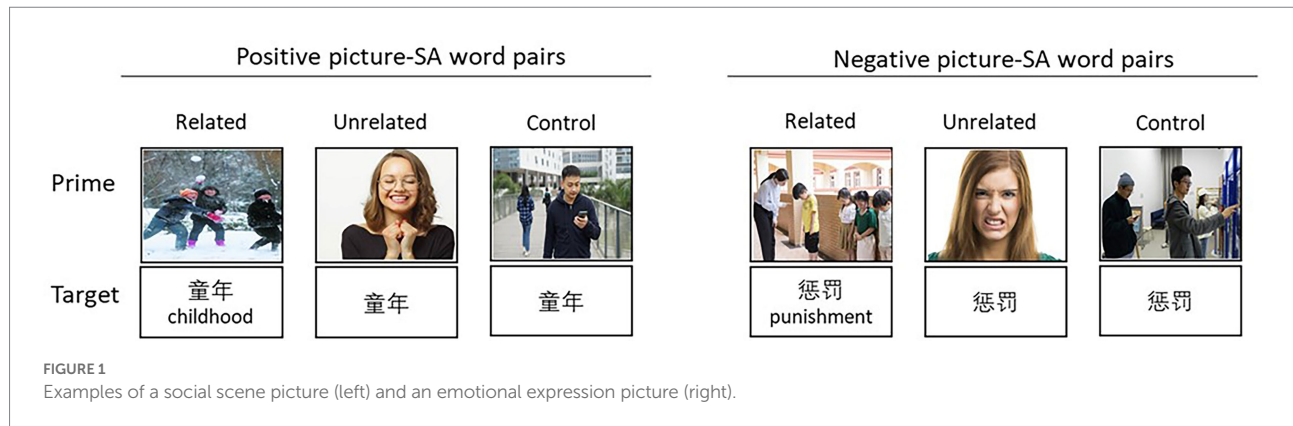 Positive picture-SA word pairs
Negative picture-SA word pairs
Related
Unrelated
Control
Related
Unrelated
Control
Prime
Target
童年
childhood
童年
童年
惩罚
punishment
惩罚
惩罚
FIGURE 1
Examples of a social scene picture (left) and an emotional expression picture (right).